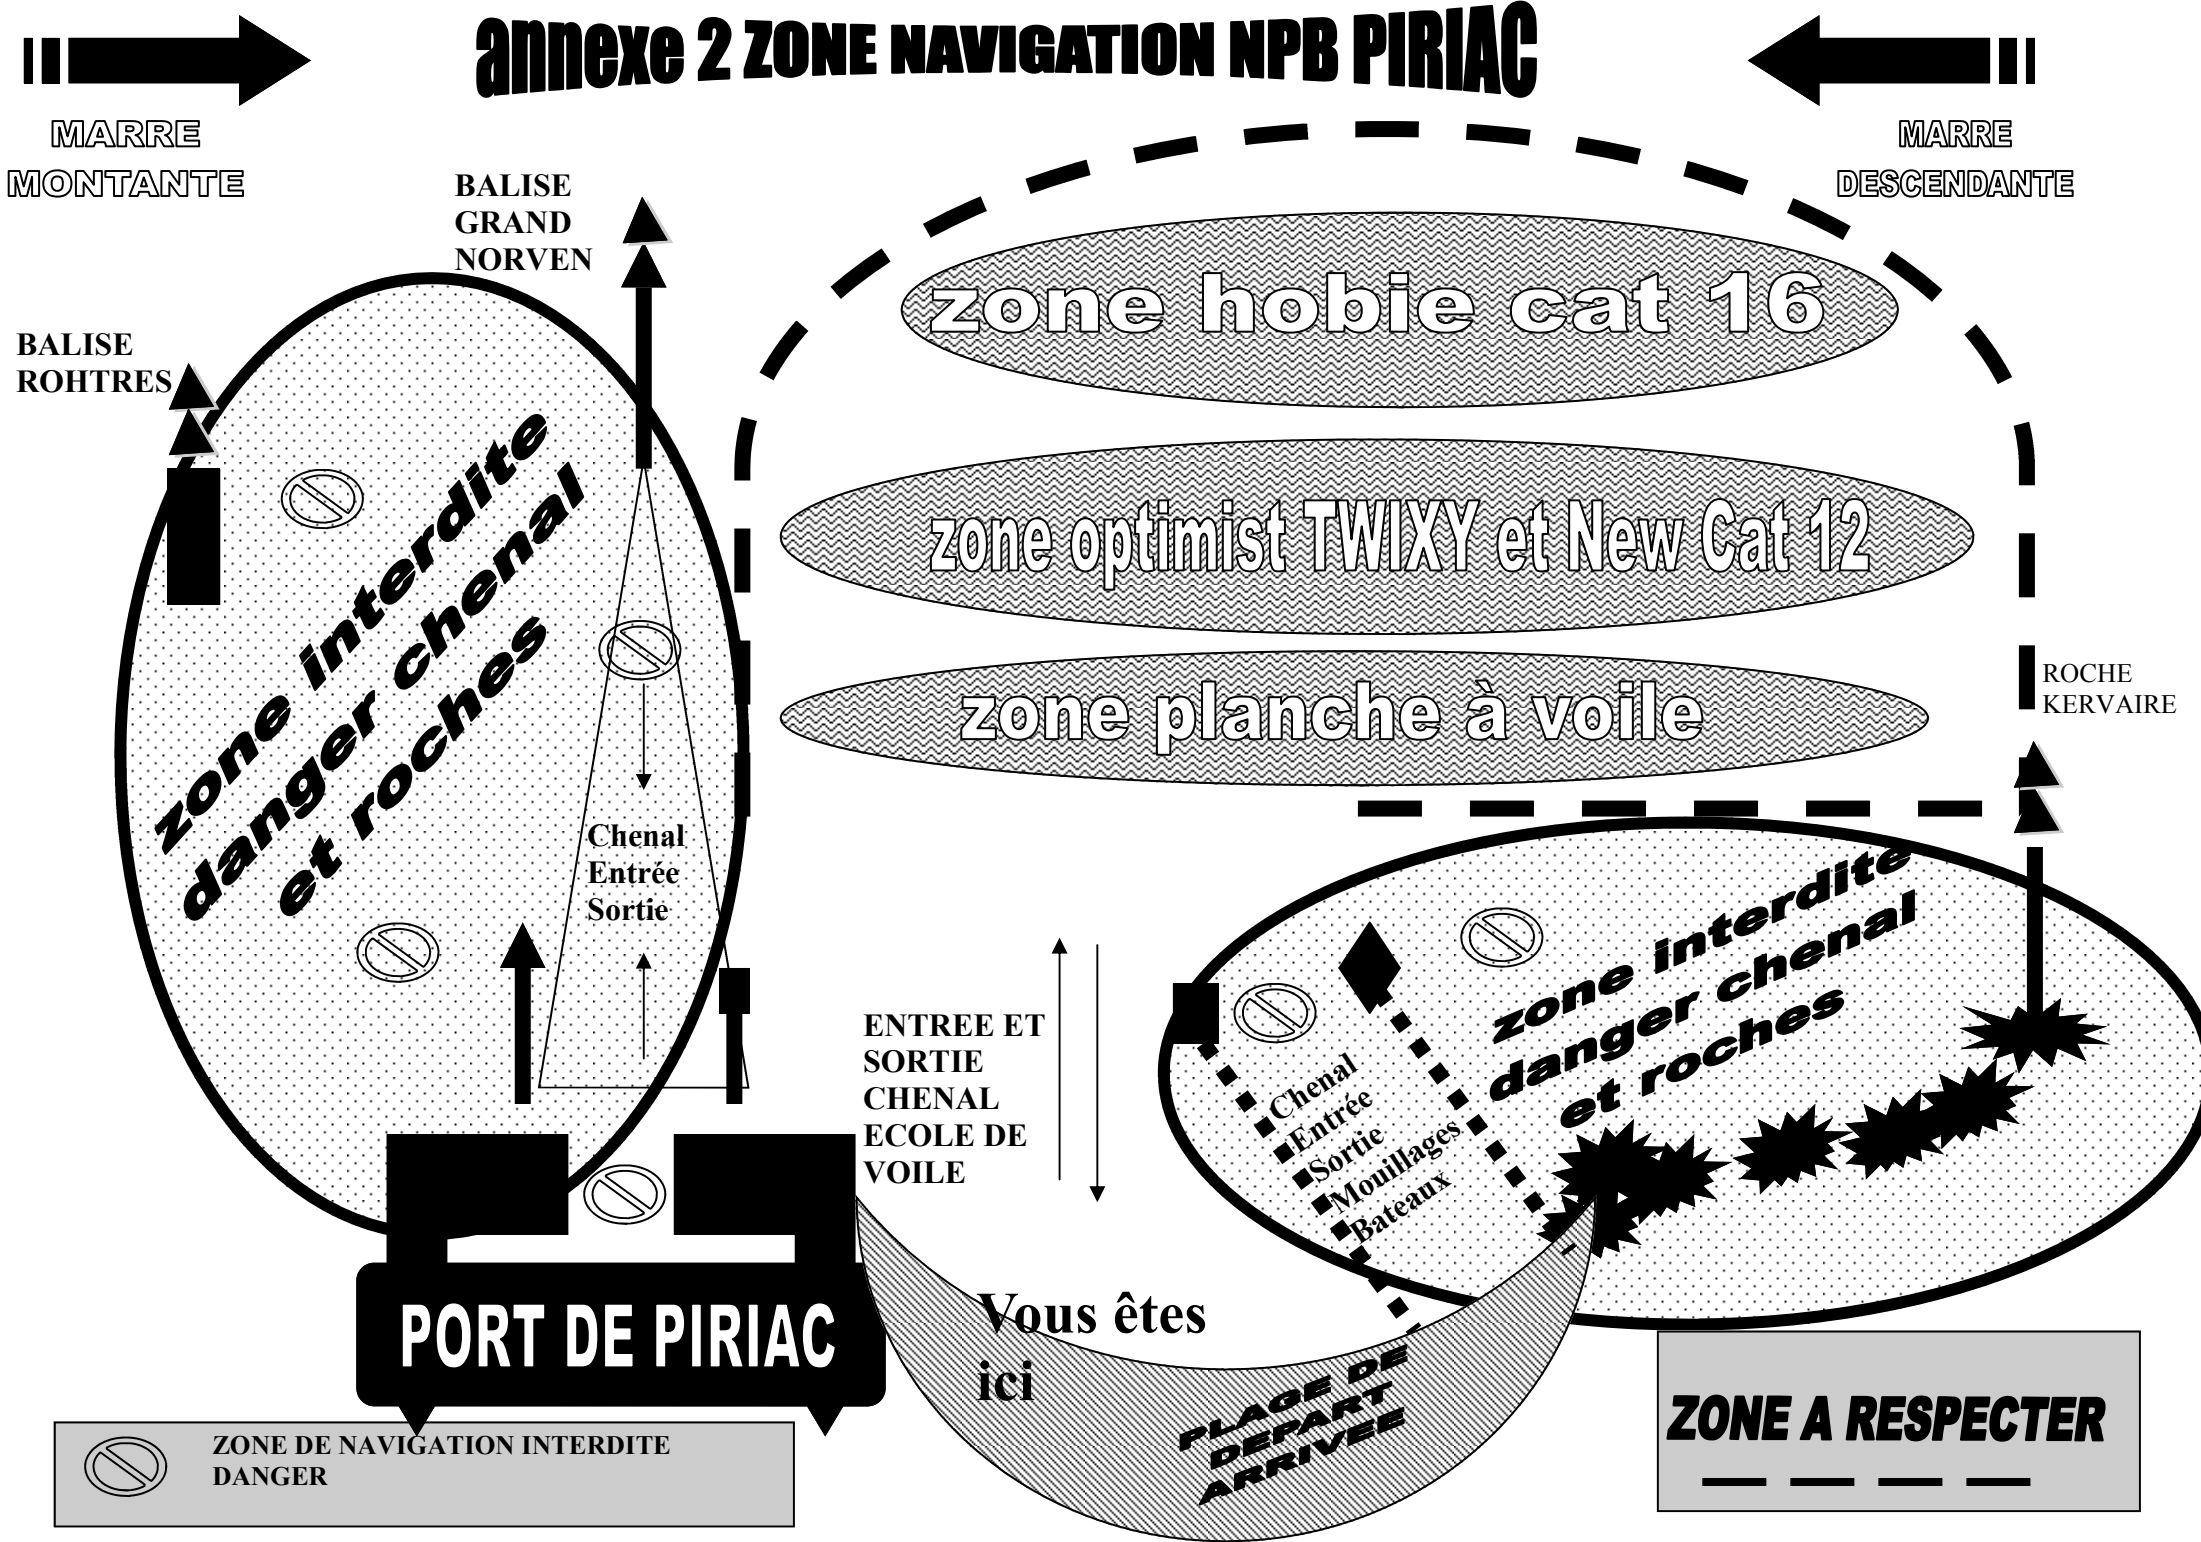 annexe 2 ZONE NAVIGATION NPB PIRIAC
MARRE
MONTANTE
MARRE
DESCENDANTE
BALISE
GRAND
NORVEN
BALISE
ROHTRES
zone hobie cat 16
zone optimist TWIXY et New Cat 12
zone planche à voile
ROCHE
KERVAIRE
zone interdite
danger chenal
et roches
Chenal
Entrée
Sortie
zone interdite
danger chenal
et roches
ENTREE ET
SORTIE
CHENAL
ECOLE DE
VOILE
Chenal
Entrée
Sortie
Mouillages
Bateaux
PORT DE PIRIAC
Vous êtes
ici
PLAGE DE
DEPART
ARRIVEE
ZONE DE NAVIGATION INTERDITE
DANGER
ZONE A RESPECTER